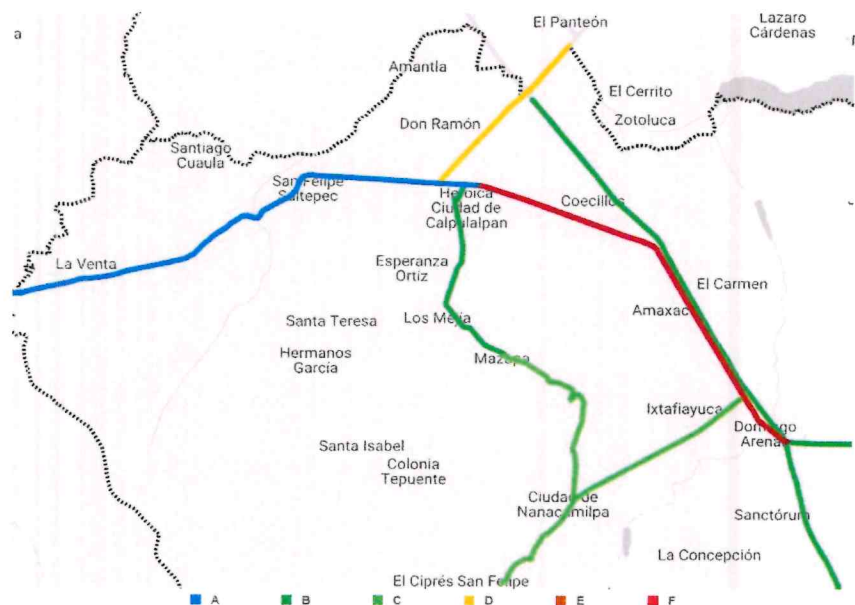 El Panteón
Lazaro
Cárdenas
a
Amantla
El Cerrito
Don Ramón
Zotoluca
Santiago
Cuaula
San Felipe
Sultepec
Heroica
Ciudad de
Calpulalpan
Coecillos
La Venta
Esperanza
Ortíz
El Carmen
Santa Teresa
Los Mejía
Amaxac
Hermanos
García
Mazapa
Ixtafiayuca
Domingo
Arenas
Santa Isabel
Colonia
Tepuente
Ciudad de
Nanacamilpa
Sanctórum
La Concepción
El Ciprés San Felipe
A B C D E F